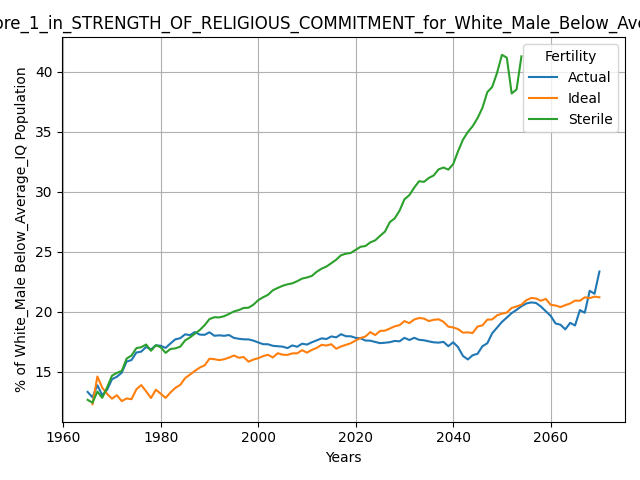 ore_1_in_STRENGTH_OF_RELIGIOUS_COMMITMENT_for_White_Male_Below_Ave
% of White_Male Below_Average_IQ Population
40
35
30
25
20
15
Fertility
Actual
Ideal
Sterile
1960 1980 2000 2020 2040 2060
Years